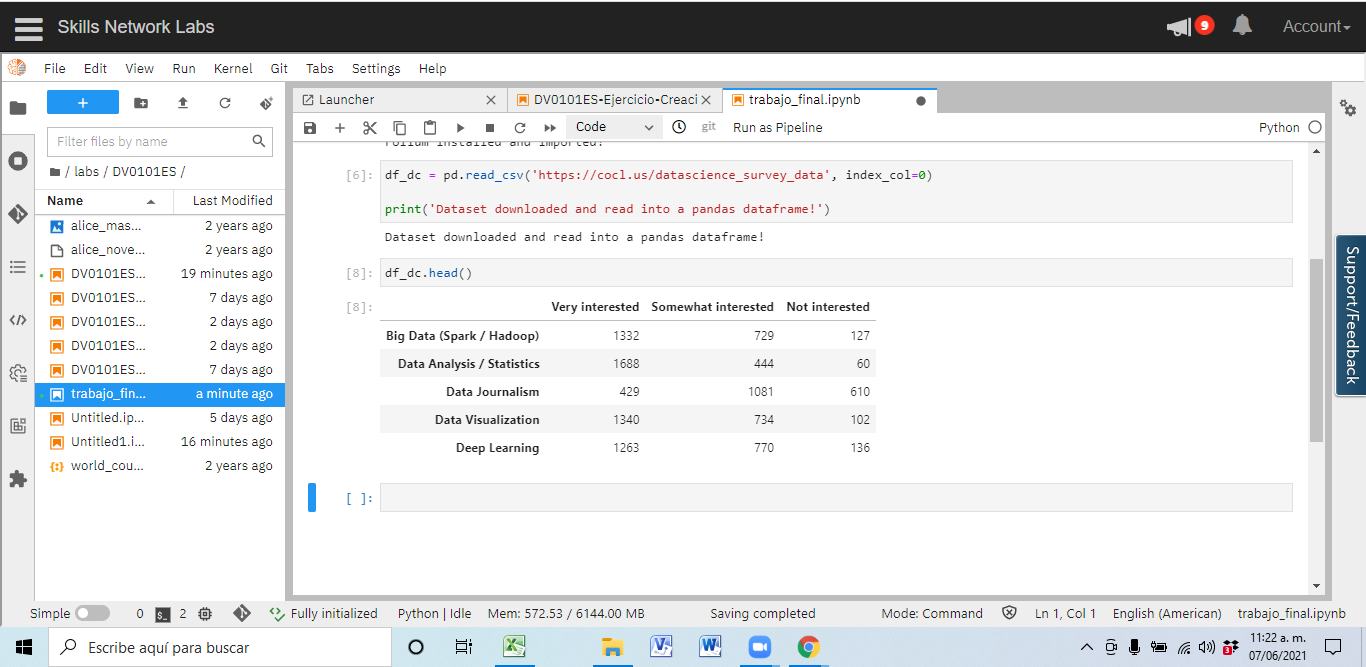 Skills Network Labs
9
Account
File Edit View Run Kernel Git Tabs Settings Help
+
Launcher
DV0101ES-Ejercicio-Creaci
trabajo_final.ipynb
Filter files by name
Code
git
Run as Pipeline
Python
/ labs / DV0101ES /
Name Last Modified
alice_mas... 2 years ago
alice_nove... 2 years ago
DV0101ES... 19 minutes ago
DV0101ES... 7 days ago
DV0101ES... 2 days ago
DV0101ES... 2 days ago
DV0101ES... 7 days ago
trabajo_fin... a minute ago
Untitled.ip... 5 days ago
Untitled1.i... 16 minutes ago
world_cou... 2 years ago
[6]: df_dc = pd.read_csv('https://cocl.us/datascience_survey_data', index_col=0)
print('Dataset downloaded and read into a pandas dataframe!')
Dataset downloaded and read into a pandas dataframe!
[8]: df_dc.head()
[8]: Very interested Somewhat interested Not interested
Big Data (Spark / Hadoop) 1332 729 127
Data Analysis / Statistics 1688 444 60
Data Journalism 429 1081 610
Data Visualization 1340 734 102
Deep Learning 1263 770 136
[ ]:
Support/Feedback
Simple 0 2 Fully initialized Python | Idle Mem: 572.53 / 6144.00 MB Saving completed Mode: Command Ln 1, Col 1 English (American) trabajo_final.ipynb
Escribe aquí para buscar
11:22 a. m.
07/06/2021